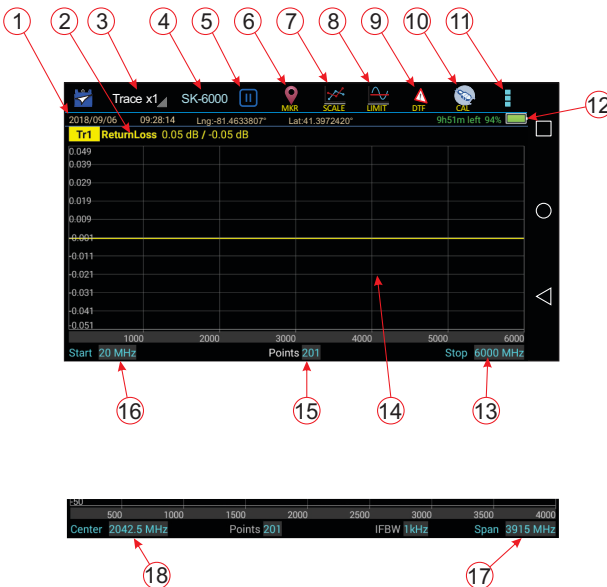 1 2 3 4 5 6 7 8 9 10 11
Trace x1 SK-6000 MKR SCALE LIMIT DTF CAL
12
2018/09/06 09:28:14 Lng:-81.4633807° Lat:41.3972420° 9h51m left 94%
Tr1 ReturnLoss 0.05 dB / -0.05 dB
0.049
0.039
0.029
0.019
0.009
-0.001
-0.011
-0.021
-0.031
-0.041
-0.051
1000 2000 3000 4000 5000 6000
Start 20 MHz Points 201 Stop 6000 MHz
16 15 14 13
-50
500 1000 1500 2000 2500 3000 3500 4000
Center 2042.5 MHz Points 201 IFBW 1kHz Span 3915 MHz
18 17